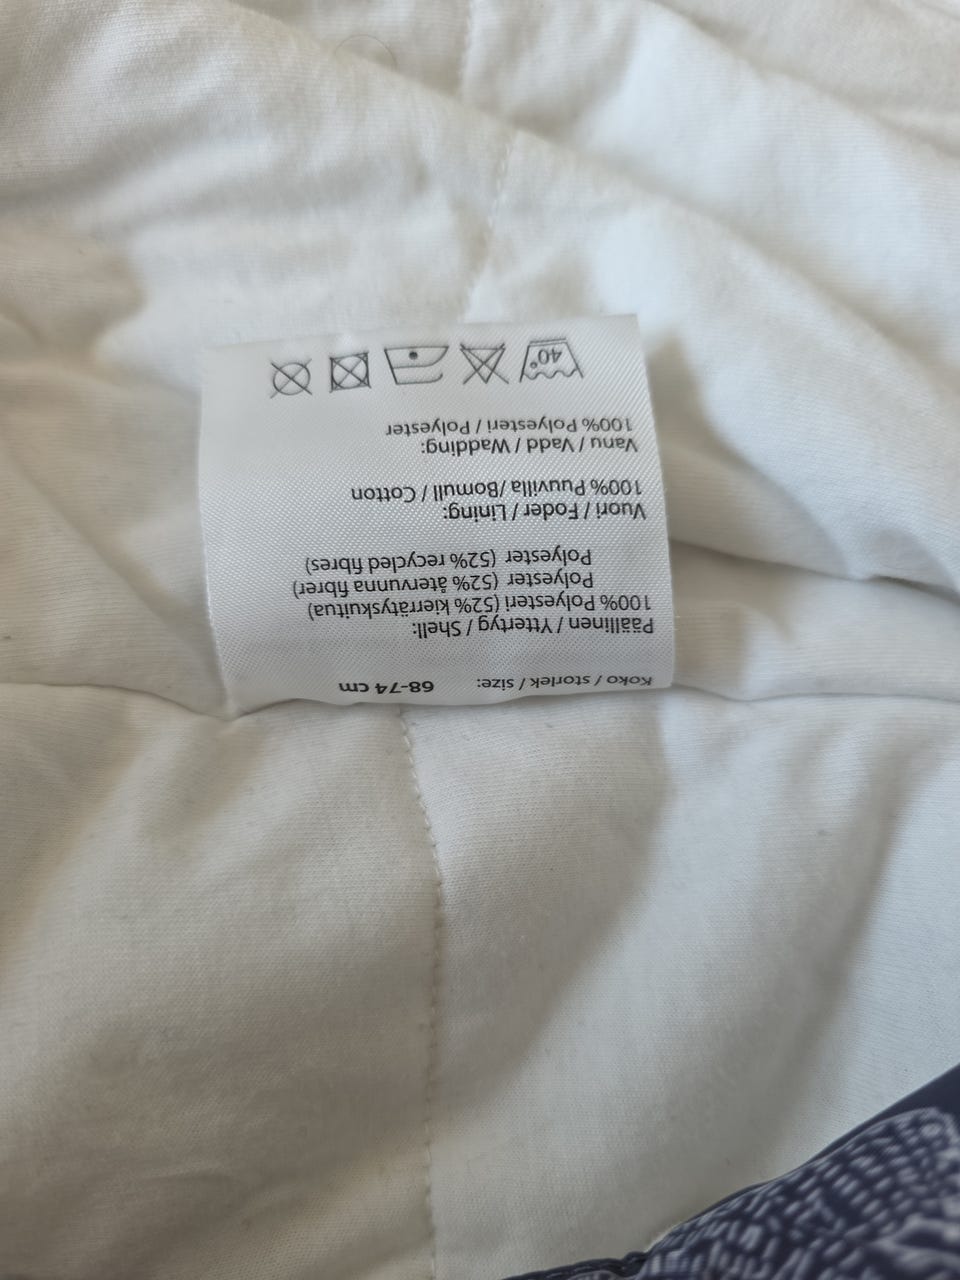 Koko / storlek / size: 68-74 cm
Päällinen / Yttertyg / Shell:
100% Polyesteri (52% kierrätyskuitua)
Polyester (52% återvunna fibrer)
Polyester (52% recycled fibres)
Vuori / Foder / Lining:
100% Puuvilla /Bomull / Cotton
Vanu / Vadd / Wadding:
100% Polyesteri / Polyester
40°